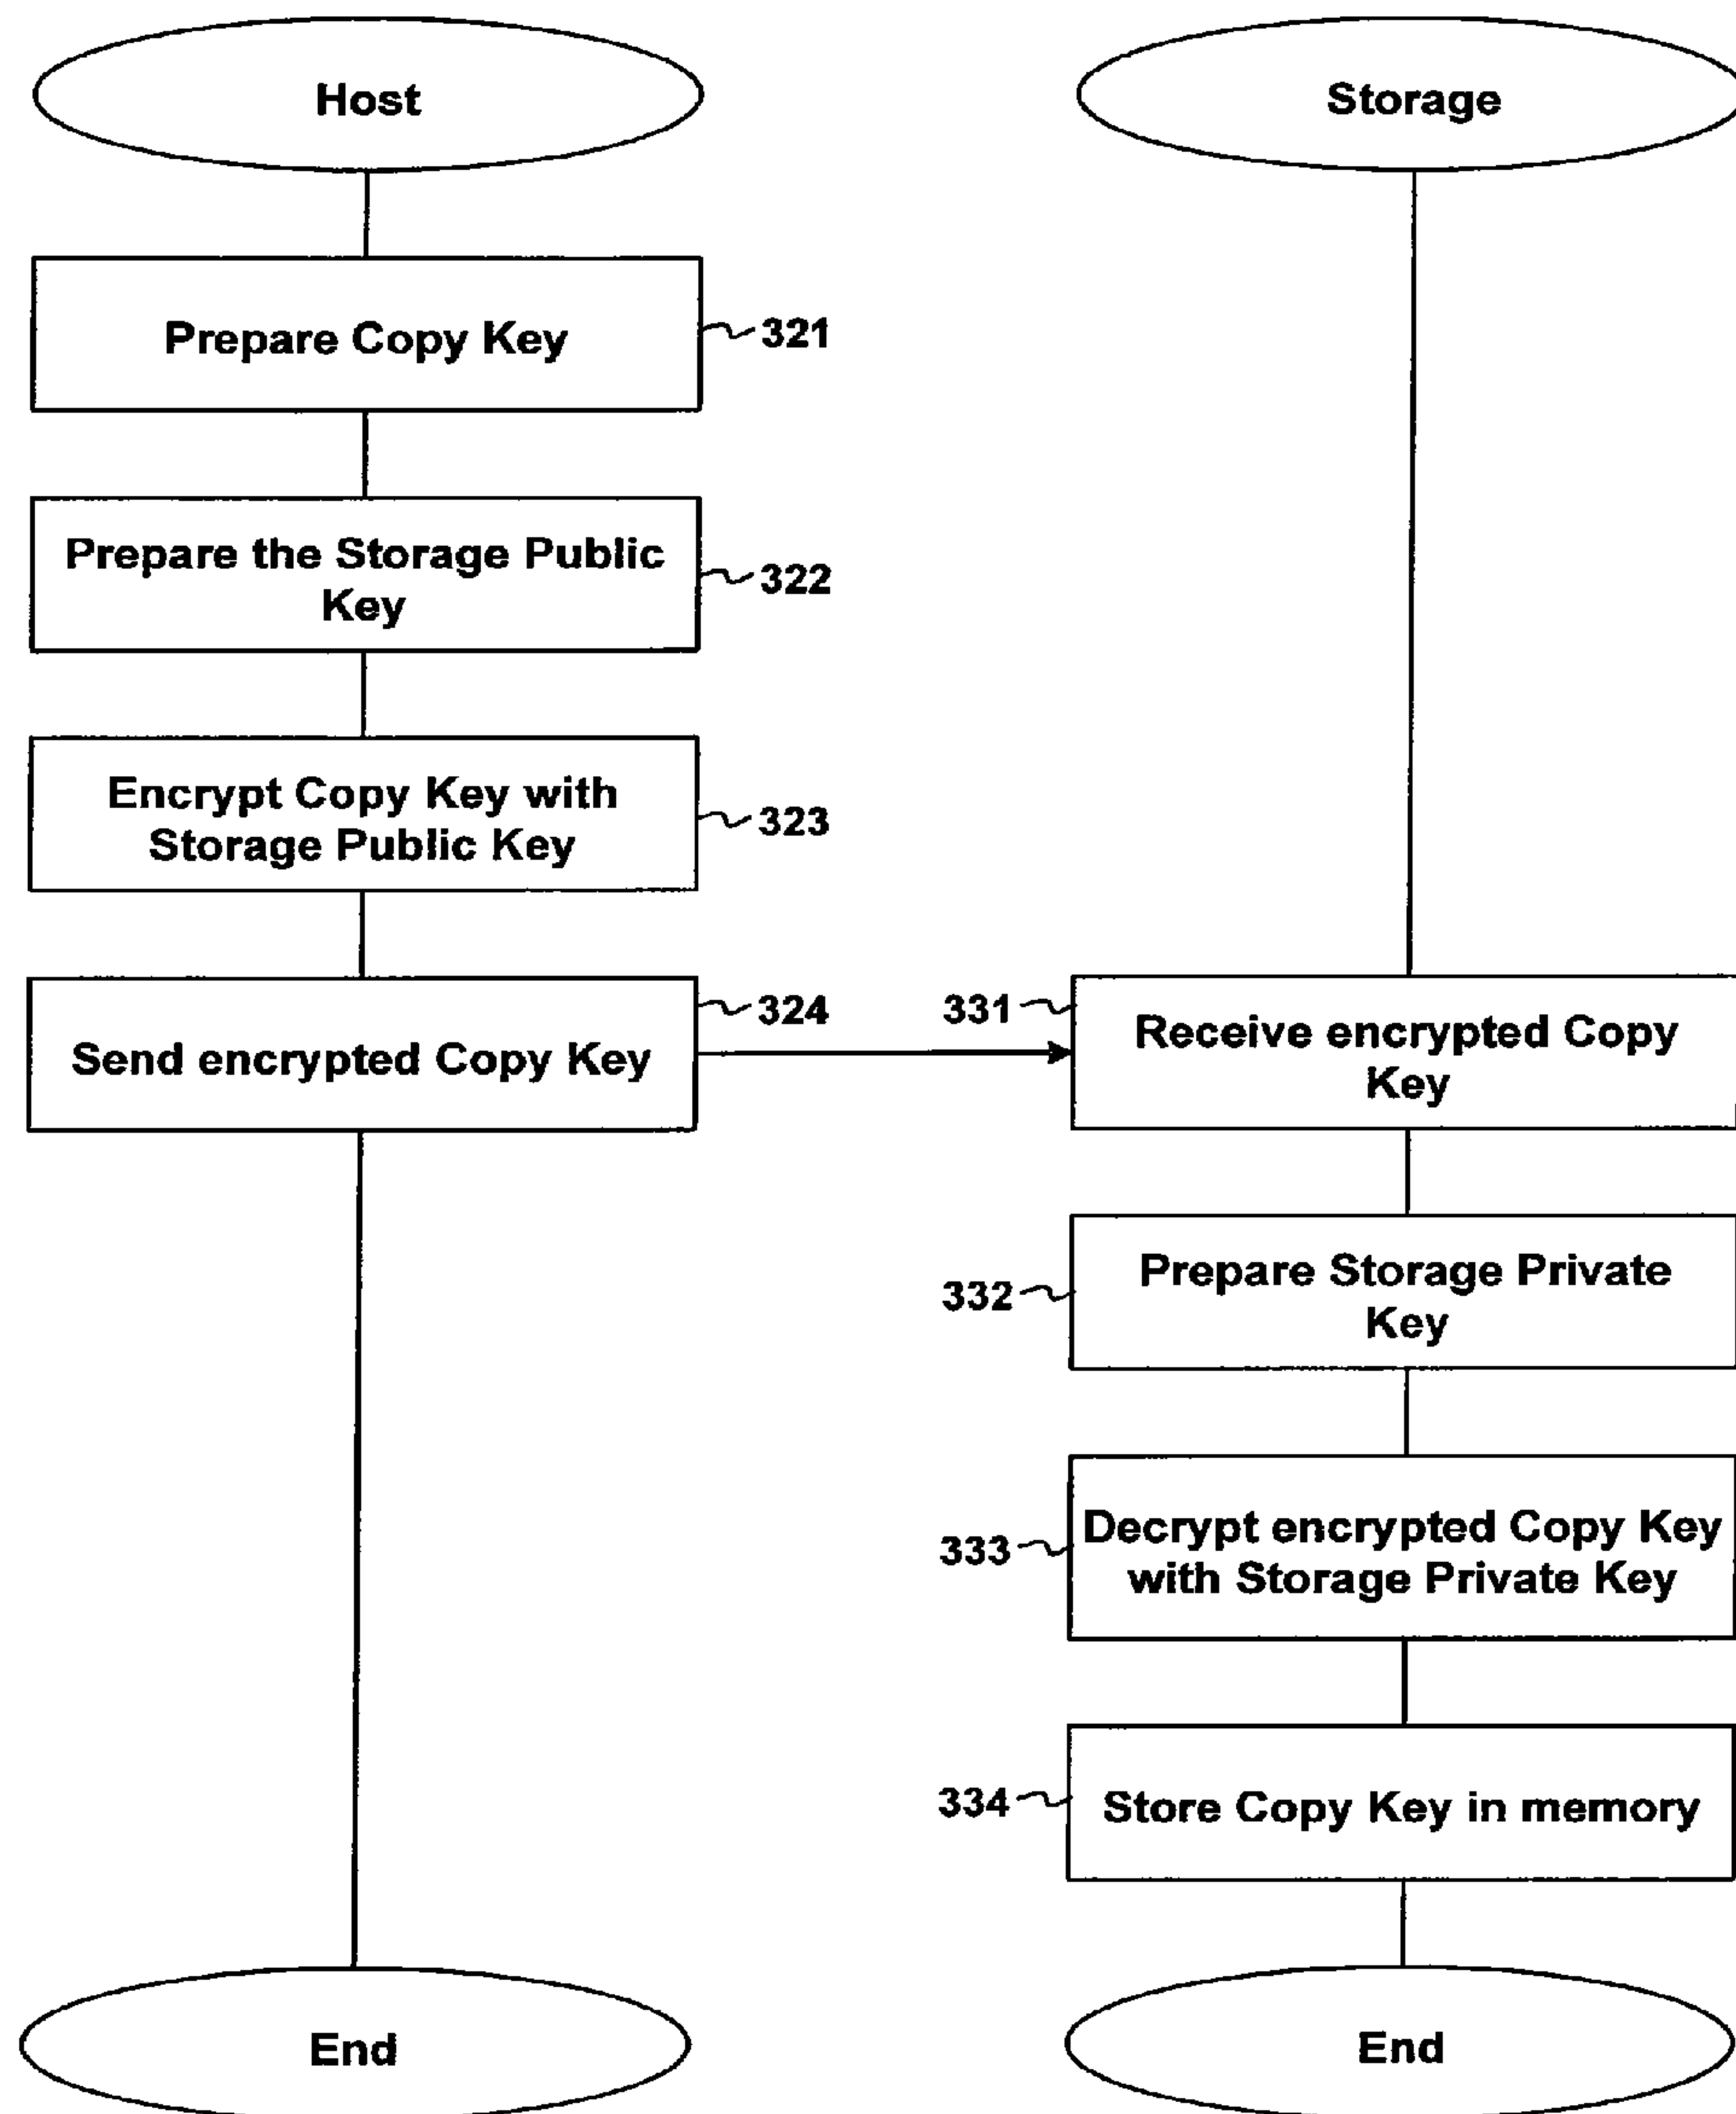 Host
Storage
Prepare Copy Key
321
Prepare the Storage Public
Key
322
Encrypt Copy Key with
Storage Public Key
323
Send encrypted Copy Key
324
331
Receive encrypted Copy
Key
332
Prepare Storage Private
Key
333
Decrypt encrypted Copy Key
with Storage Private Key
334
Store Copy Key in memory
End
End